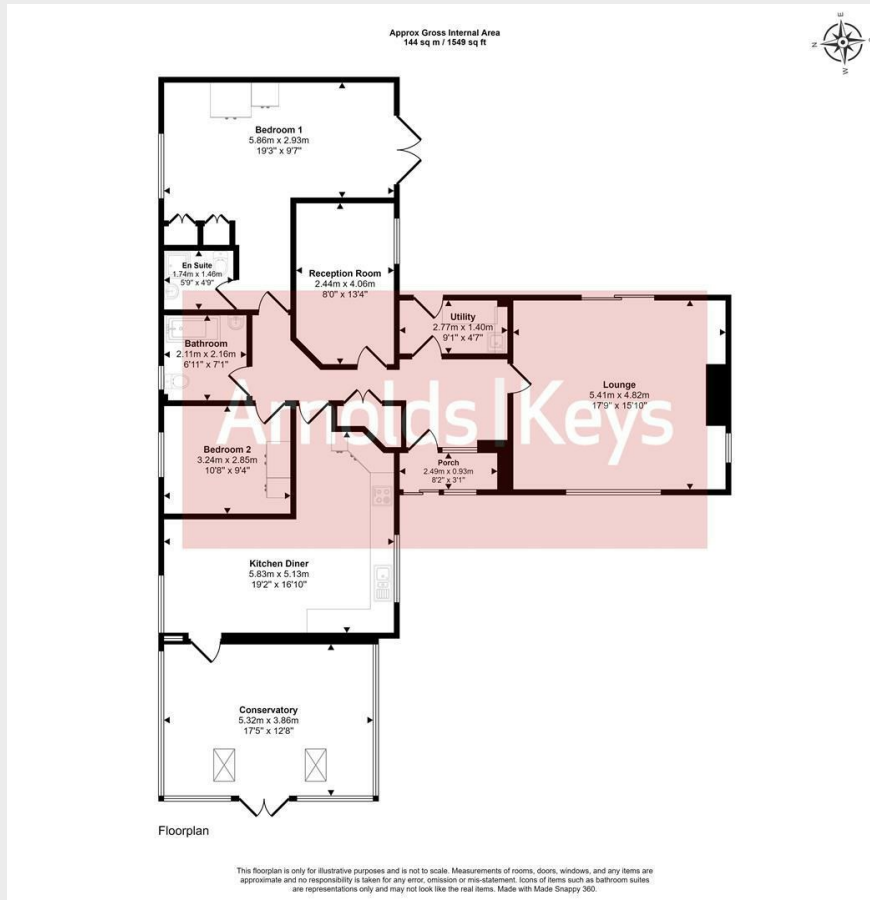 Approx Gross Internal Area
144 sq m / 1549 sq ft
E
N
W
Bedroom 1
5.86m x 2.93m
19'3" x 9'7"
En Suite
1.74m x 1.46m
5'9" x 4'9"
Reception Room
2.44m x 4.06m
8'0" x 13'4"
Utility
2.77m x 1.40m
9'1" x 4'7"
Bathroom
2.11m x 2.16m
6'11" x 7'1"
Lounge
5.41m x 4.82m
17'9" x 15'10"
Arnolds|Keys
Bedroom 2
3.24m x 2.85m
10'8" x 9'4"
Porch
2.49m x 0.93m
8'2" x 3'1"
Kitchen Diner
5.83m x 5.13m
19'2" x 16'10"
Conservatory
5.32m x 3.86m
17'5" x 12'8"
Floorplan
This floorplan is only for illustrative purposes and is not to scale. Measurements of rooms, doors, windows, and any items are
approximate and no responsibility is taken for any error, omission or mis-statement. Icons of items such as bathroom suites
are representations only and may not look like the real items. Made with Made Snappy 360.